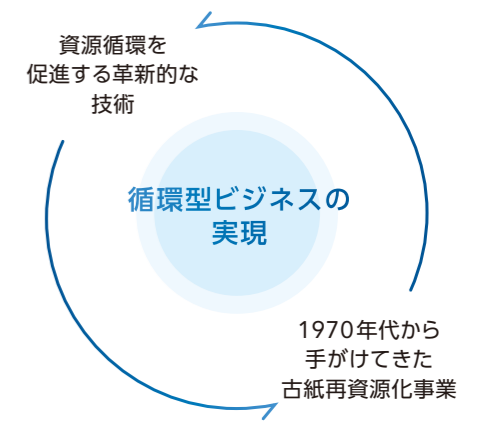 資源循環を
促進する革新的な
技術
循環型ビジネスの
実現
1970年代から
手がけてきた
古紙再資源化事業